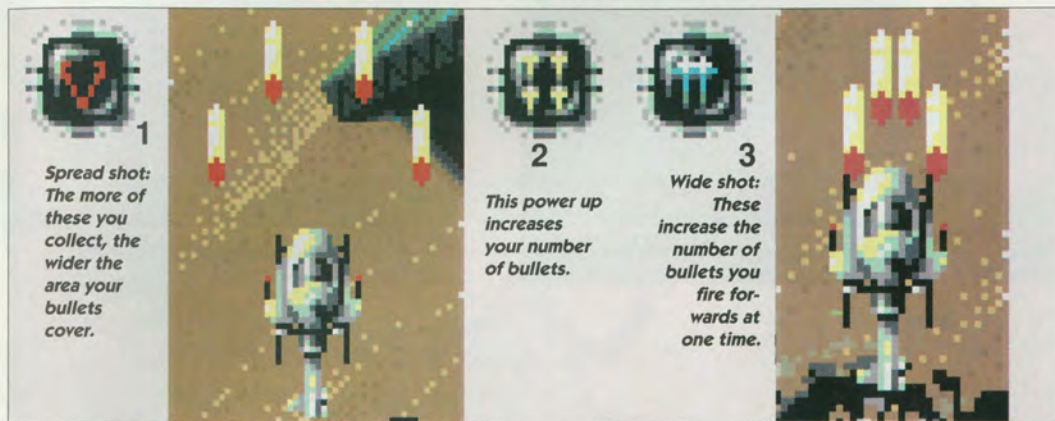 1
Spread shot:
The more of
these you
collect, the
wider the
area your
bullets
cover.
2
This power up
increases
your number
of bullets.
3
Wide shot:
These
increase the
number of
bullets you
fire for-
wards at
one time.